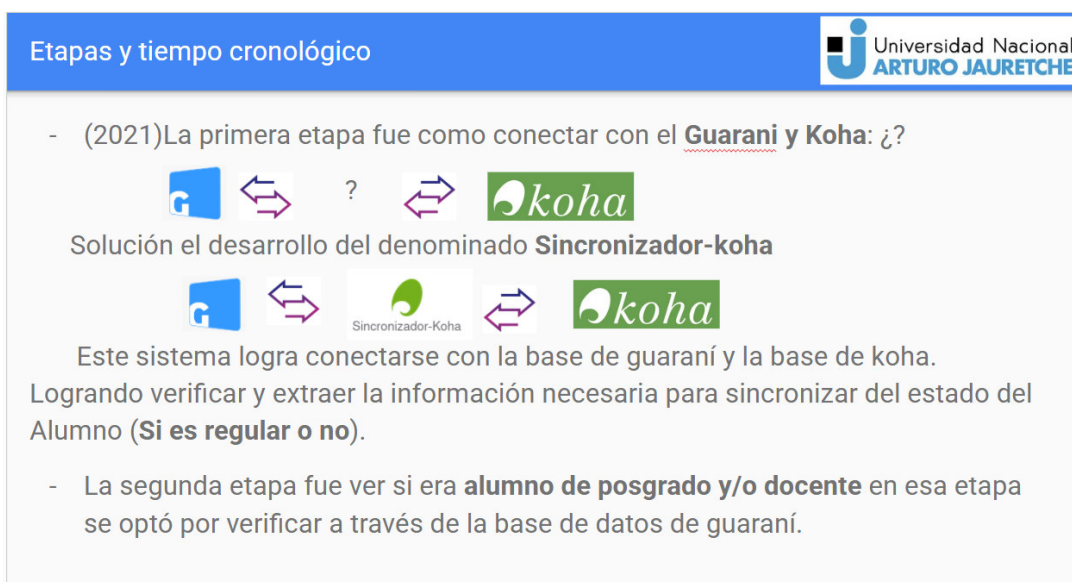 Etapas y tiempo cronológico
Universidad Nacional
ARTURO JAURETCHE
- (2021)La primera etapa fue como conectar con el Guarani y Koha: ¿?
G ? koha
Solución el desarrollo del denominado Sincronizador-koha
G Sincronizador-Koha koha
Este sistema logra conectarse con la base de guaraní y la base de koha.
Logrando verificar y extraer la información necesaria para sincronizar del estado del
Alumno (Si es regular o no).
- La segunda etapa fue ver si era alumno de posgrado y/o docente en esa etapa
se optó por verificar a través de la base de datos de guaraní.